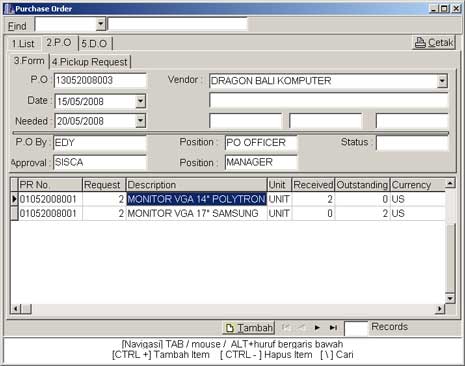 Purchase Order
Find
1.List 2.P.O 5.D.O Cetak
3.Form 4.Pickup Request
P.O : 13052008003 Vendor : DRAGON BALI KOMPUTER
Date : 15/05/2008
Needed : 20/05/2008
P.O By : EDY Position : PO OFFICER Status :
Approval : SISCA Position : MANAGER
PR No. Request Description Unit Received Outstanding Currency
01052008001 2 MONITOR VGA 14" POLYTRON UNIT 2 0 US
01052008001 2 MONITOR VGA 17" SAMSUNG UNIT 0 2 US
Tambah Records
[Navigasi] TAB / mouse / ALT+huruf bergaris bawah
[CTRL +] Tambah Item [ CTRL - ] Hapus Item [ \ ] Cari